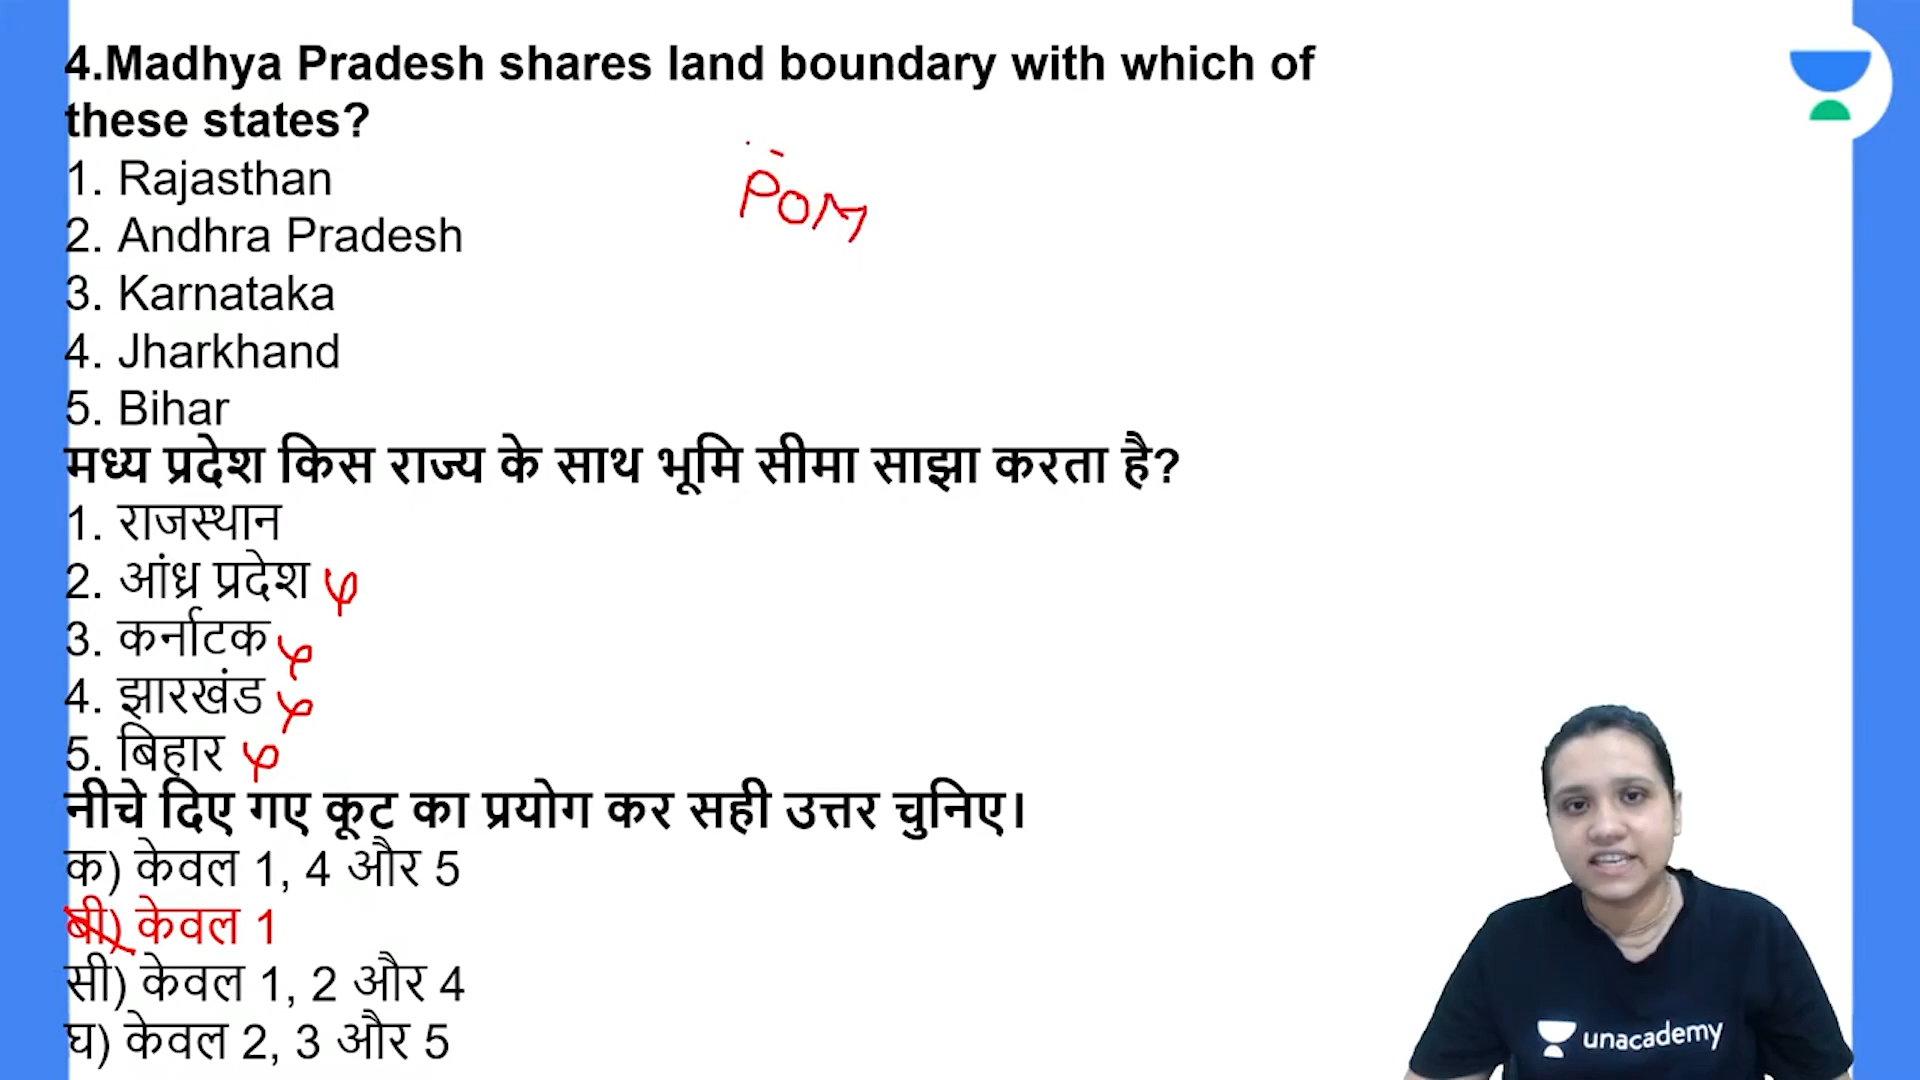 4.Madhya Pradesh shares land boundary with which of
these states?
1. Rajasthan
2. Andhra Pradesh
3. Karnataka
4. Jharkhand
5. Bihar
POM
मध्य प्रदेश किस राज्य के साथ भूमि सीमा साझा करता है?
1. राजस्थान
2. आंध्र प्रदेश
3. कर्नाटक
4. झारखंड
5. बिहार
नीचे दिए गए कूट का प्रयोग कर सही उत्तर चुनिए।
क) केवल 1, 4 और 5
बी) केवल 1
सी) केवल 1, 2 और 4
घ) केवल 2, 3 और 5
unacademy